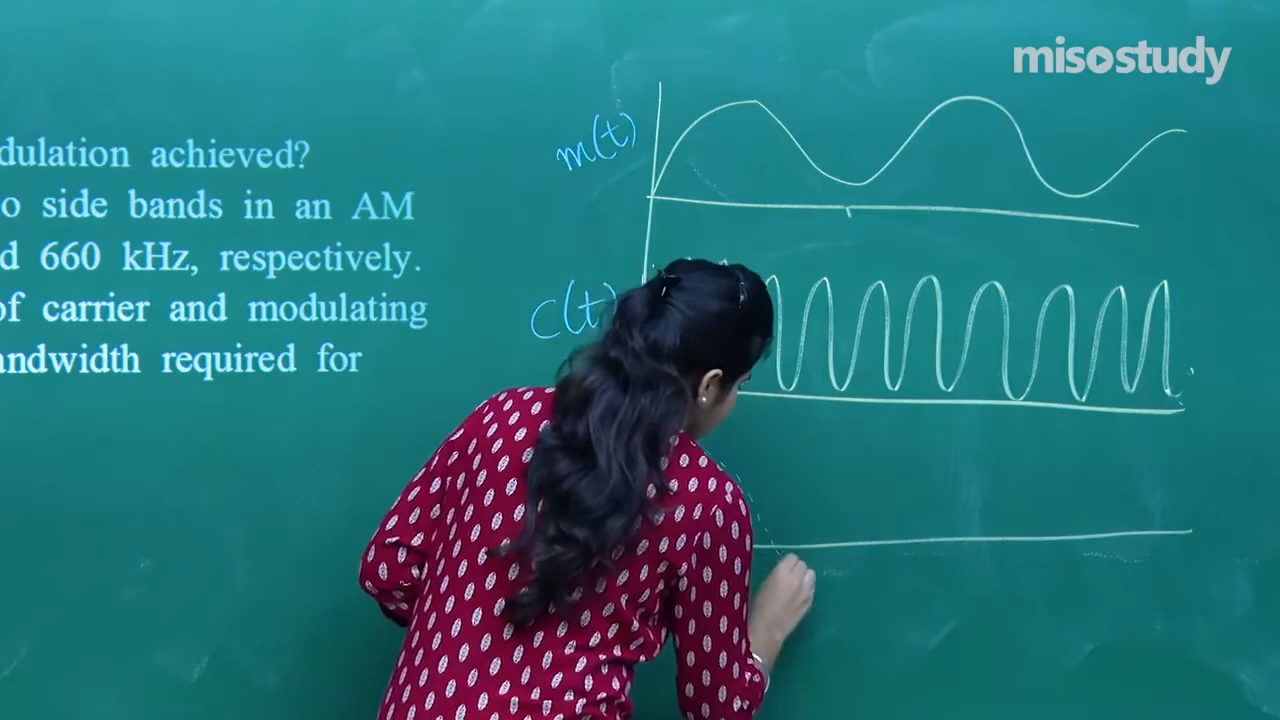 misostudy
dulation achieved?
o side bands in an AM
d 660 kHz, respectively.
of carrier and modulating
andwidth required for
m(t)
C(t)